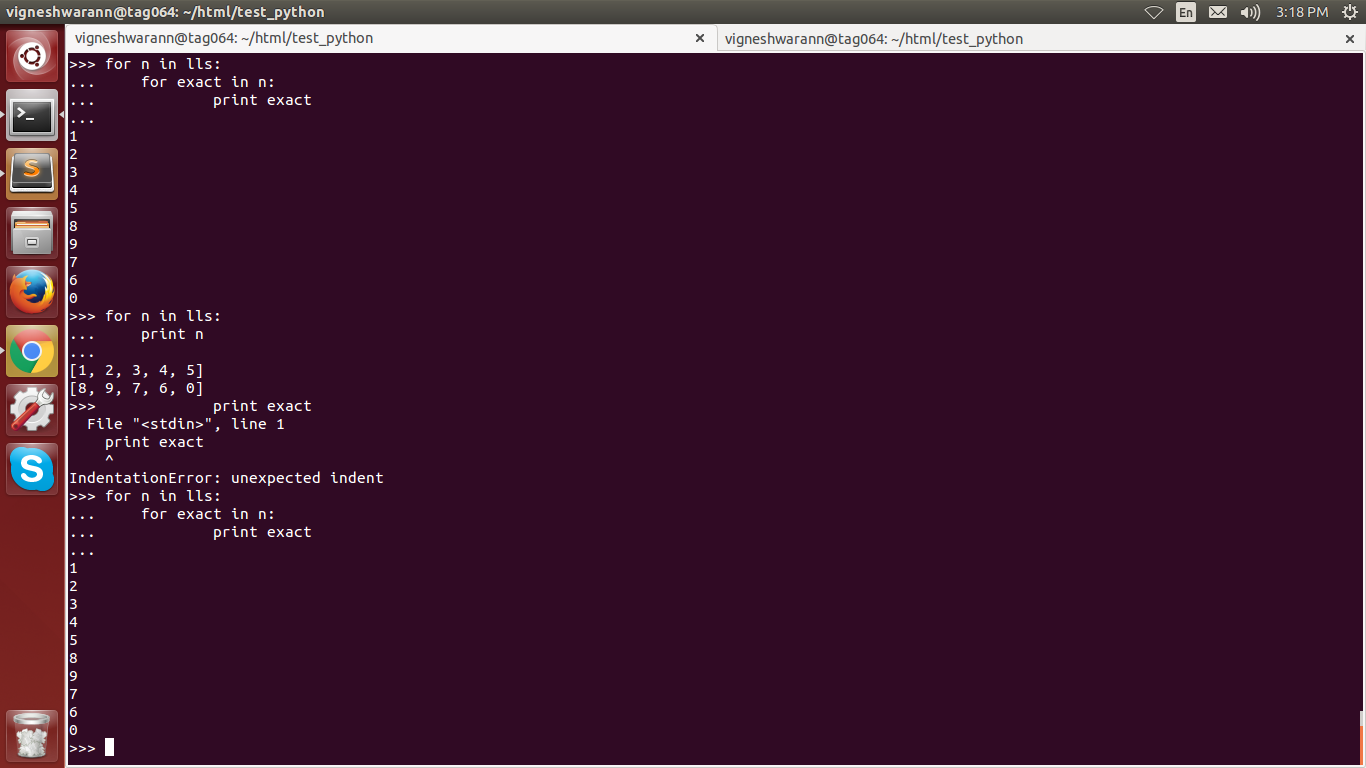 vigneshwarann@tag064: ~/html/test_python
En
3:18 PM
vigneshwarann@tag064: ~/html/test_python ×
vigneshwarann@tag064: ~/html/test_python ×
>>> for n in lls:
...     for exact in n:
...             print exact
...
1
2
3
4
5
8
9
7
6
0
>>> for n in lls:
...     print n
...
[1, 2, 3, 4, 5]
[8, 9, 7, 6, 0]
>>>             print exact
  File "<stdin>", line 1
    print exact
    ^
IndentationError: unexpected indent
>>> for n in lls:
...     for exact in n:
...             print exact
...
1
2
3
4
5
8
9
7
6
0
>>>